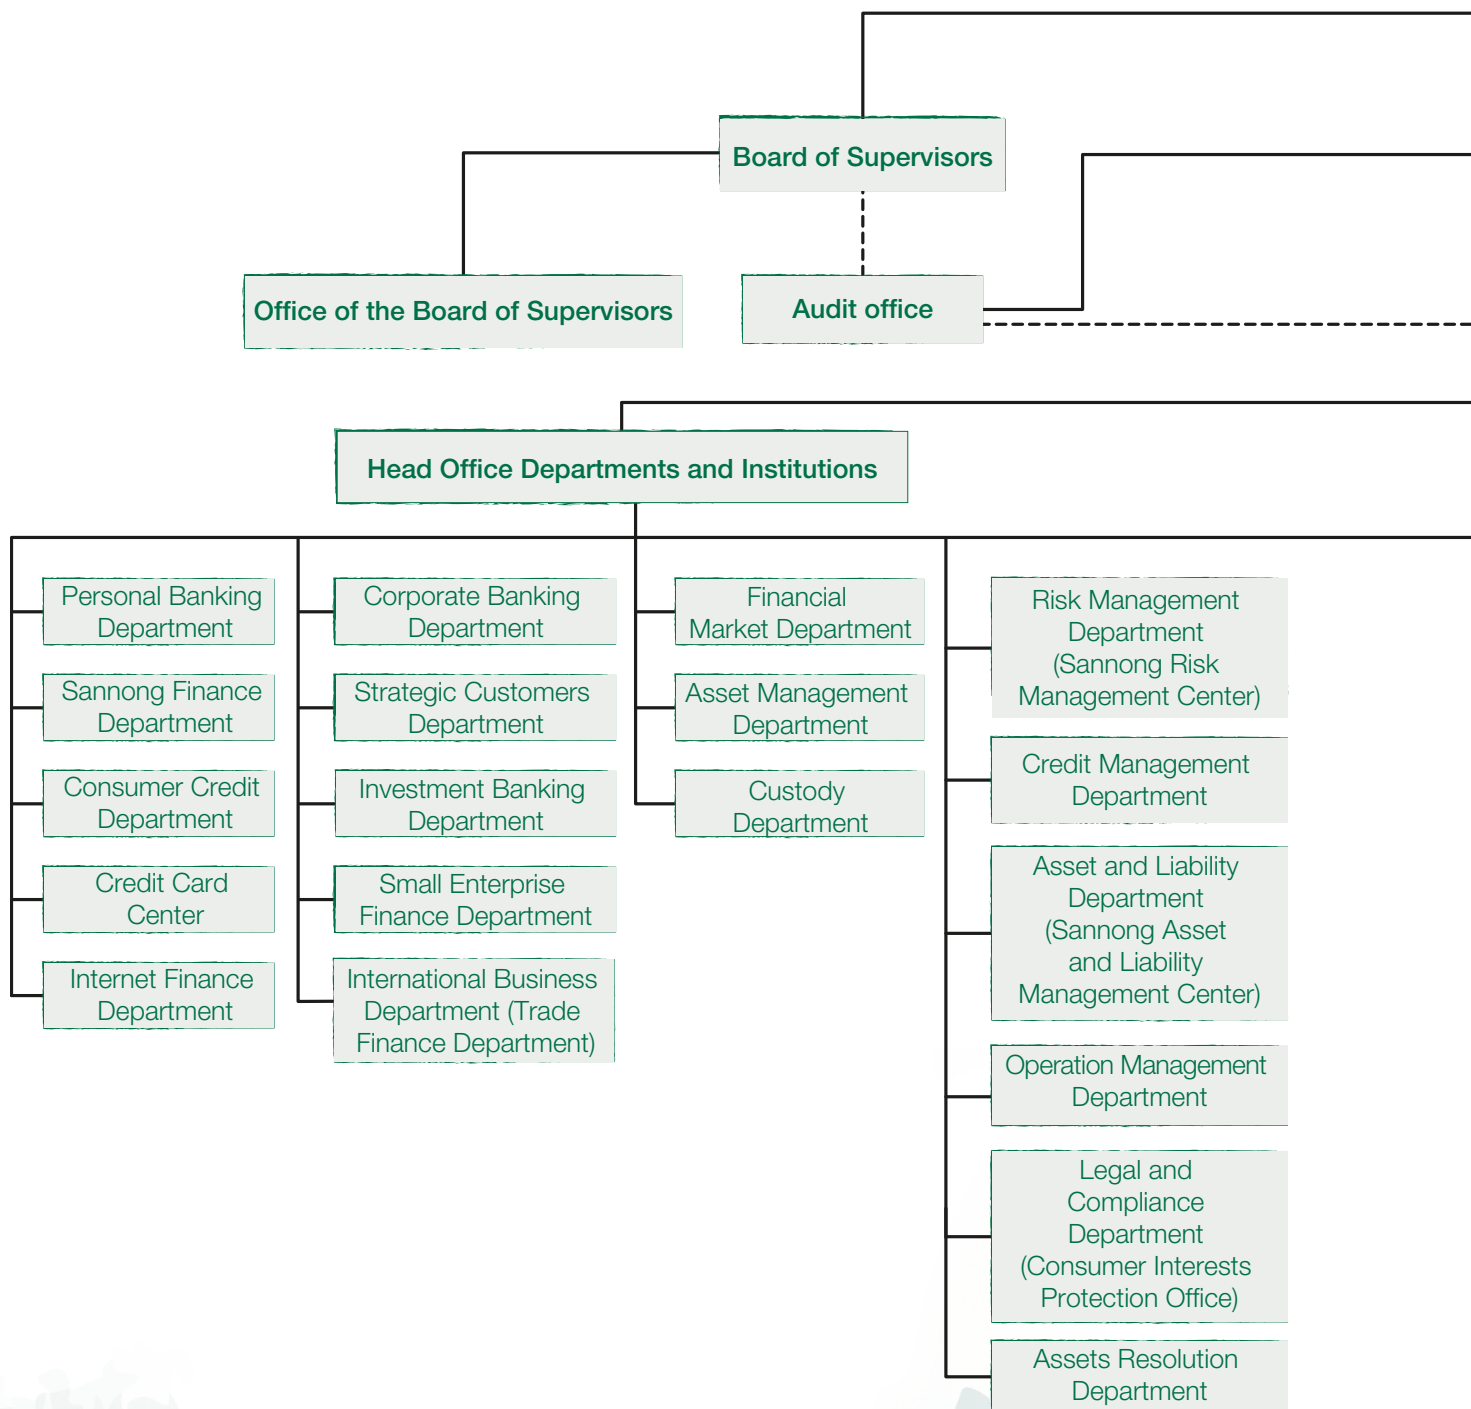 Board of Supervisors
Office of the Board of Supervisors
Audit office
Head Office Departments and Institutions
Personal Banking
Department
Sannong Finance
Department
Consumer Credit
Department
Credit Card
Center
Internet Finance
Department
Corporate Banking
Department
Strategic Customers
Department
Investment Banking
Department
Small Enterprise
Finance Department
International Business
Department (Trade
Finance Department)
Financial
Market Department
Asset Management
Department
Custody
Department
Risk Management
Department
(Sannong Risk
Management Center)
Credit Management
Department
Asset and Liability
Department
(Sannong Asset
and Liability
Management Center)
Operation Management
Department
Legal and
Compliance
Department
(Consumer Interests
Protection Office)
Assets Resolution
Department